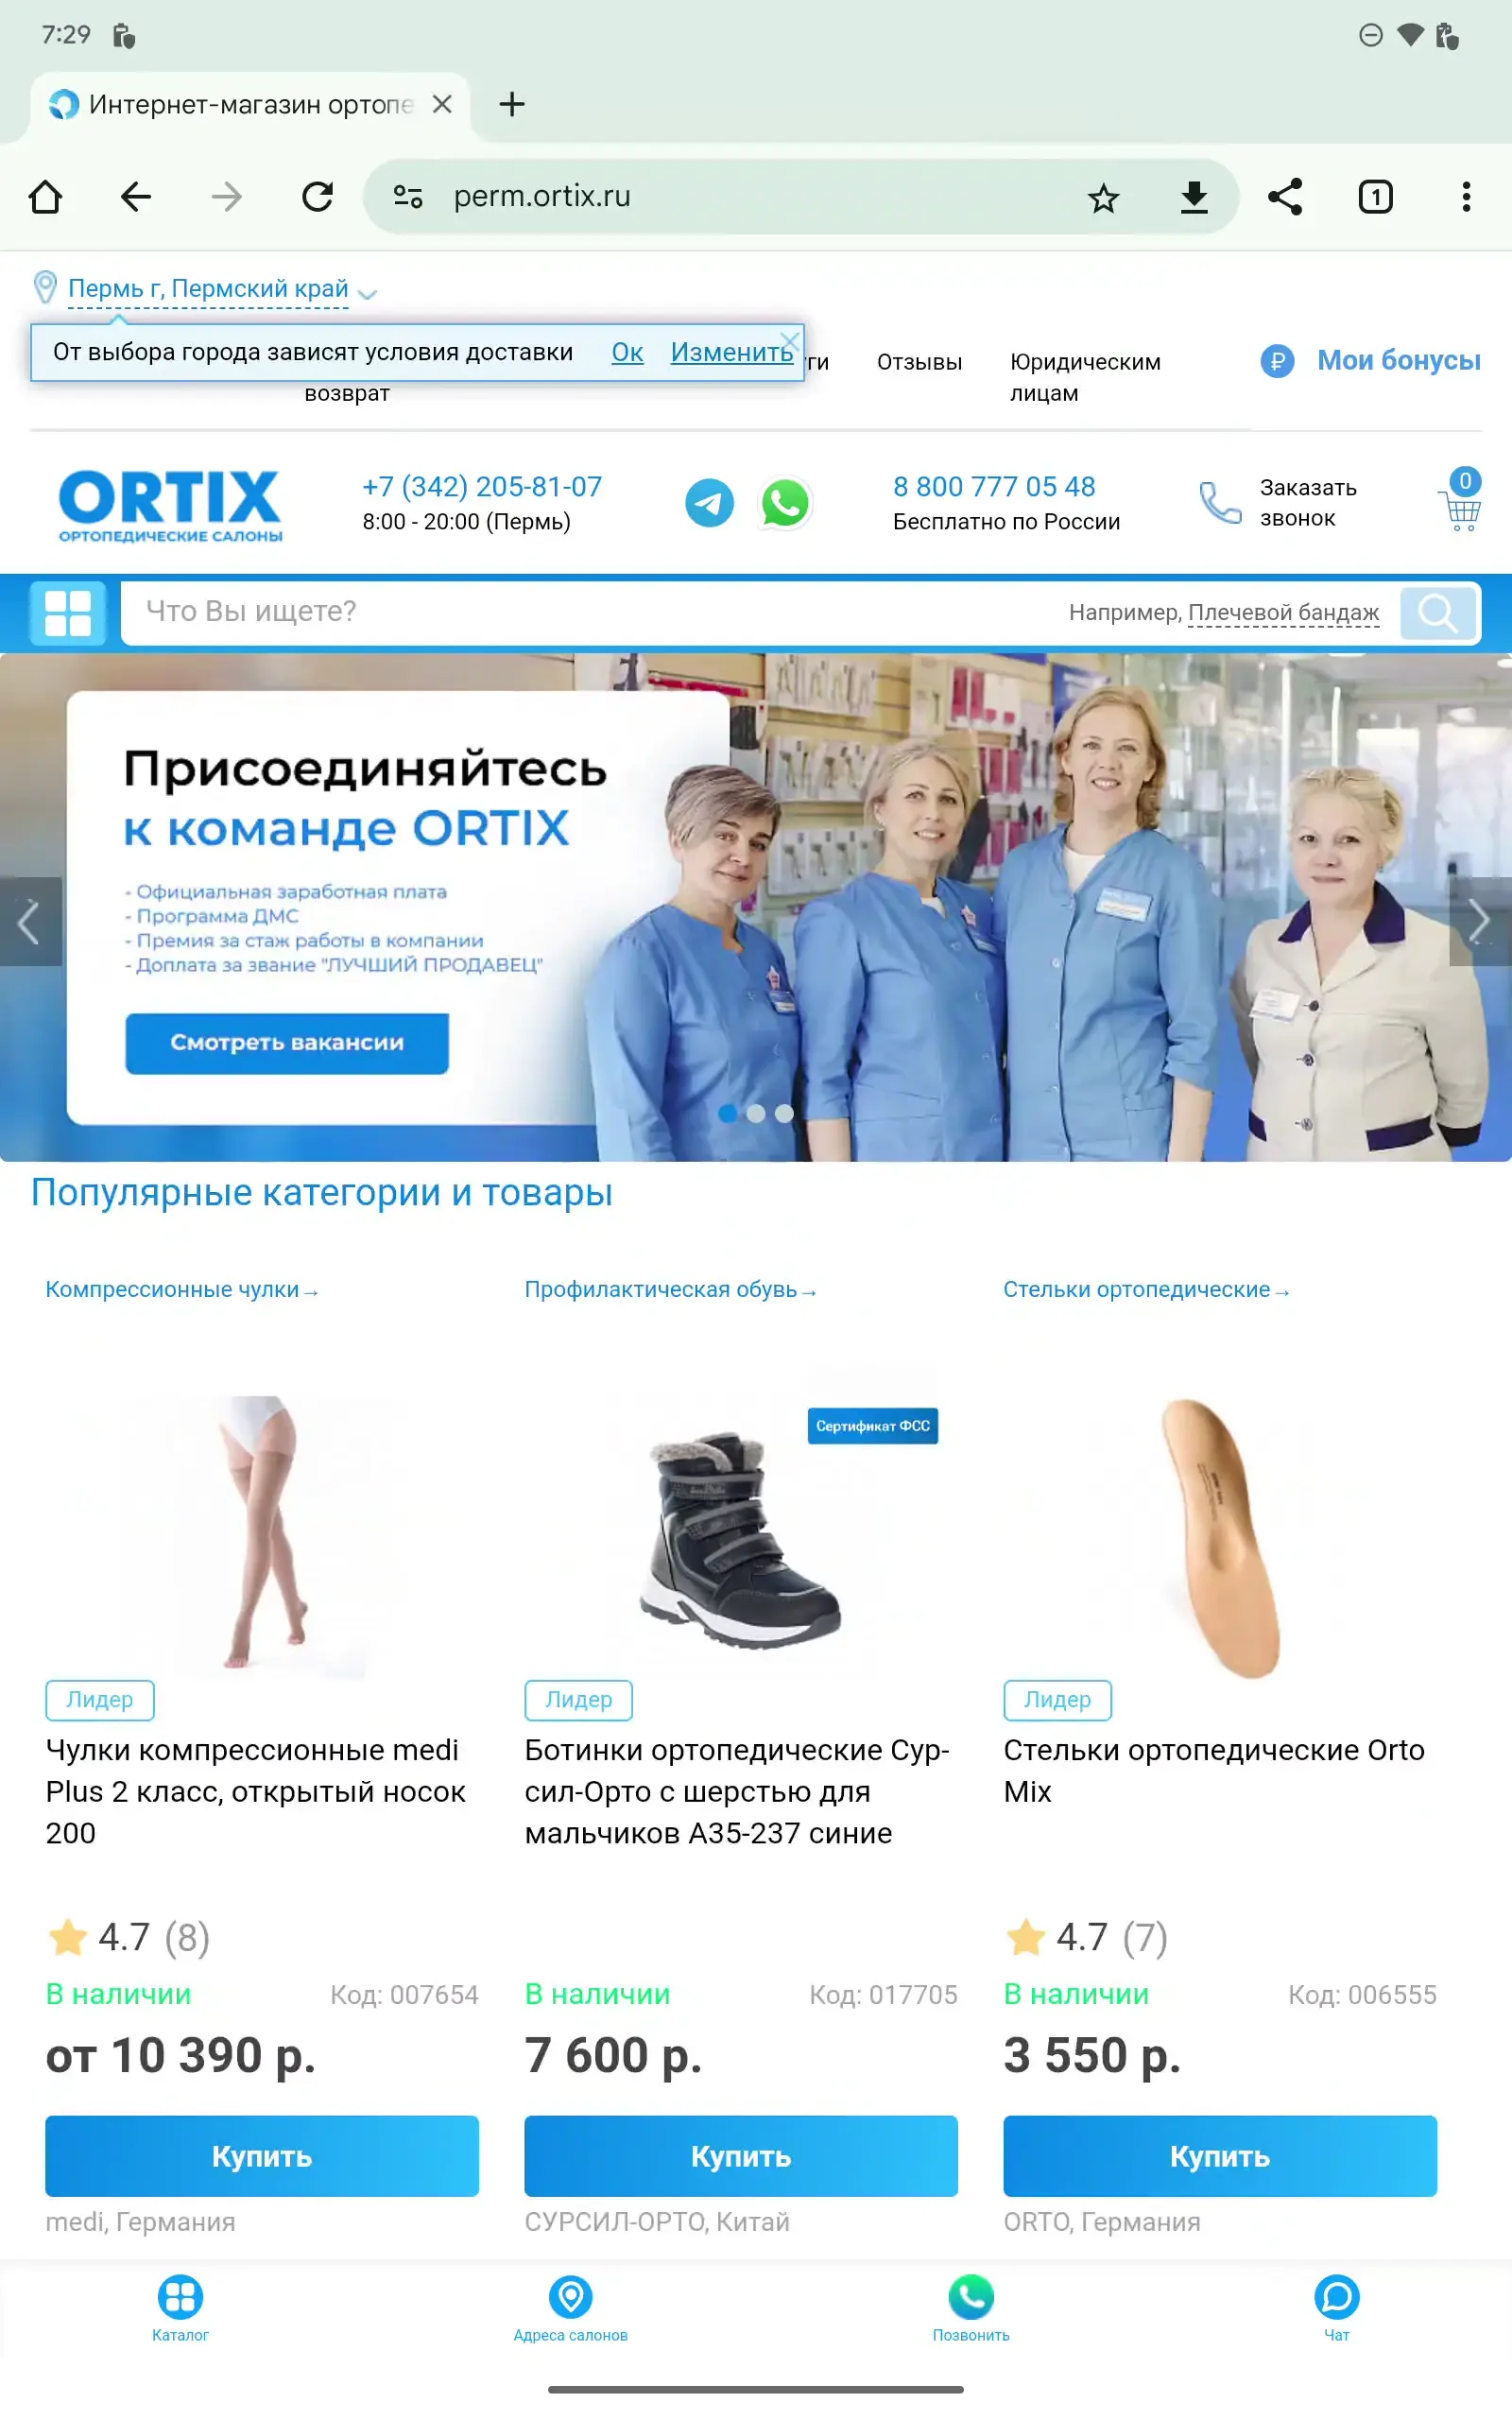 7:29
Интернет-магазин ортопе
perm.ortix.ru
1
Пермь г, Пермский край
От выбора города зависят условия доставки Ок Изменить
ги Отзывы Юридическим
лицам
возврат
₽ Мои бонусы
ORTIX
ОРТОПЕДИЧЕСКИЕ САЛОНЫ
+7 (342) 205-81-07
8:00 - 20:00 (Пермь)
8 800 777 05 48
Бесплатно по России
Заказать
звонок
0
Что Вы ищете? Например, Плечевой бандаж
Присоединяйтесь
к команде ORTIX
- Официальная заработная плата
- Программа ДМС
- Премия за стаж работы в компании
- Доплата за звание "ЛУЧШИЙ ПРОДАВЕЦ"
Смотреть вакансии
Популярные категории и товары
Компрессионные чулки→
Профилактическая обувь→
Стельки ортопедические→
Сертификат ФСС
Лидер
Чулки компрессионные medi
Plus 2 класс, открытый носок
200
4.7 (8)
В наличии Код: 007654
от 10 390 р.
Купить
medi, Германия
Лидер
Ботинки ортопедические Сур-
сил-Орто с шерстью для
мальчиков А35-237 синие
В наличии Код: 017705
7 600 р.
Купить
СУРСИЛ-ОРТО, Китай
Лидер
Стельки ортопедические Orto
Mix
4.7 (7)
В наличии Код: 006555
3 550 р.
Купить
ORTO, Германия
Каталог
Адреса салонов
Позвонить
Чат